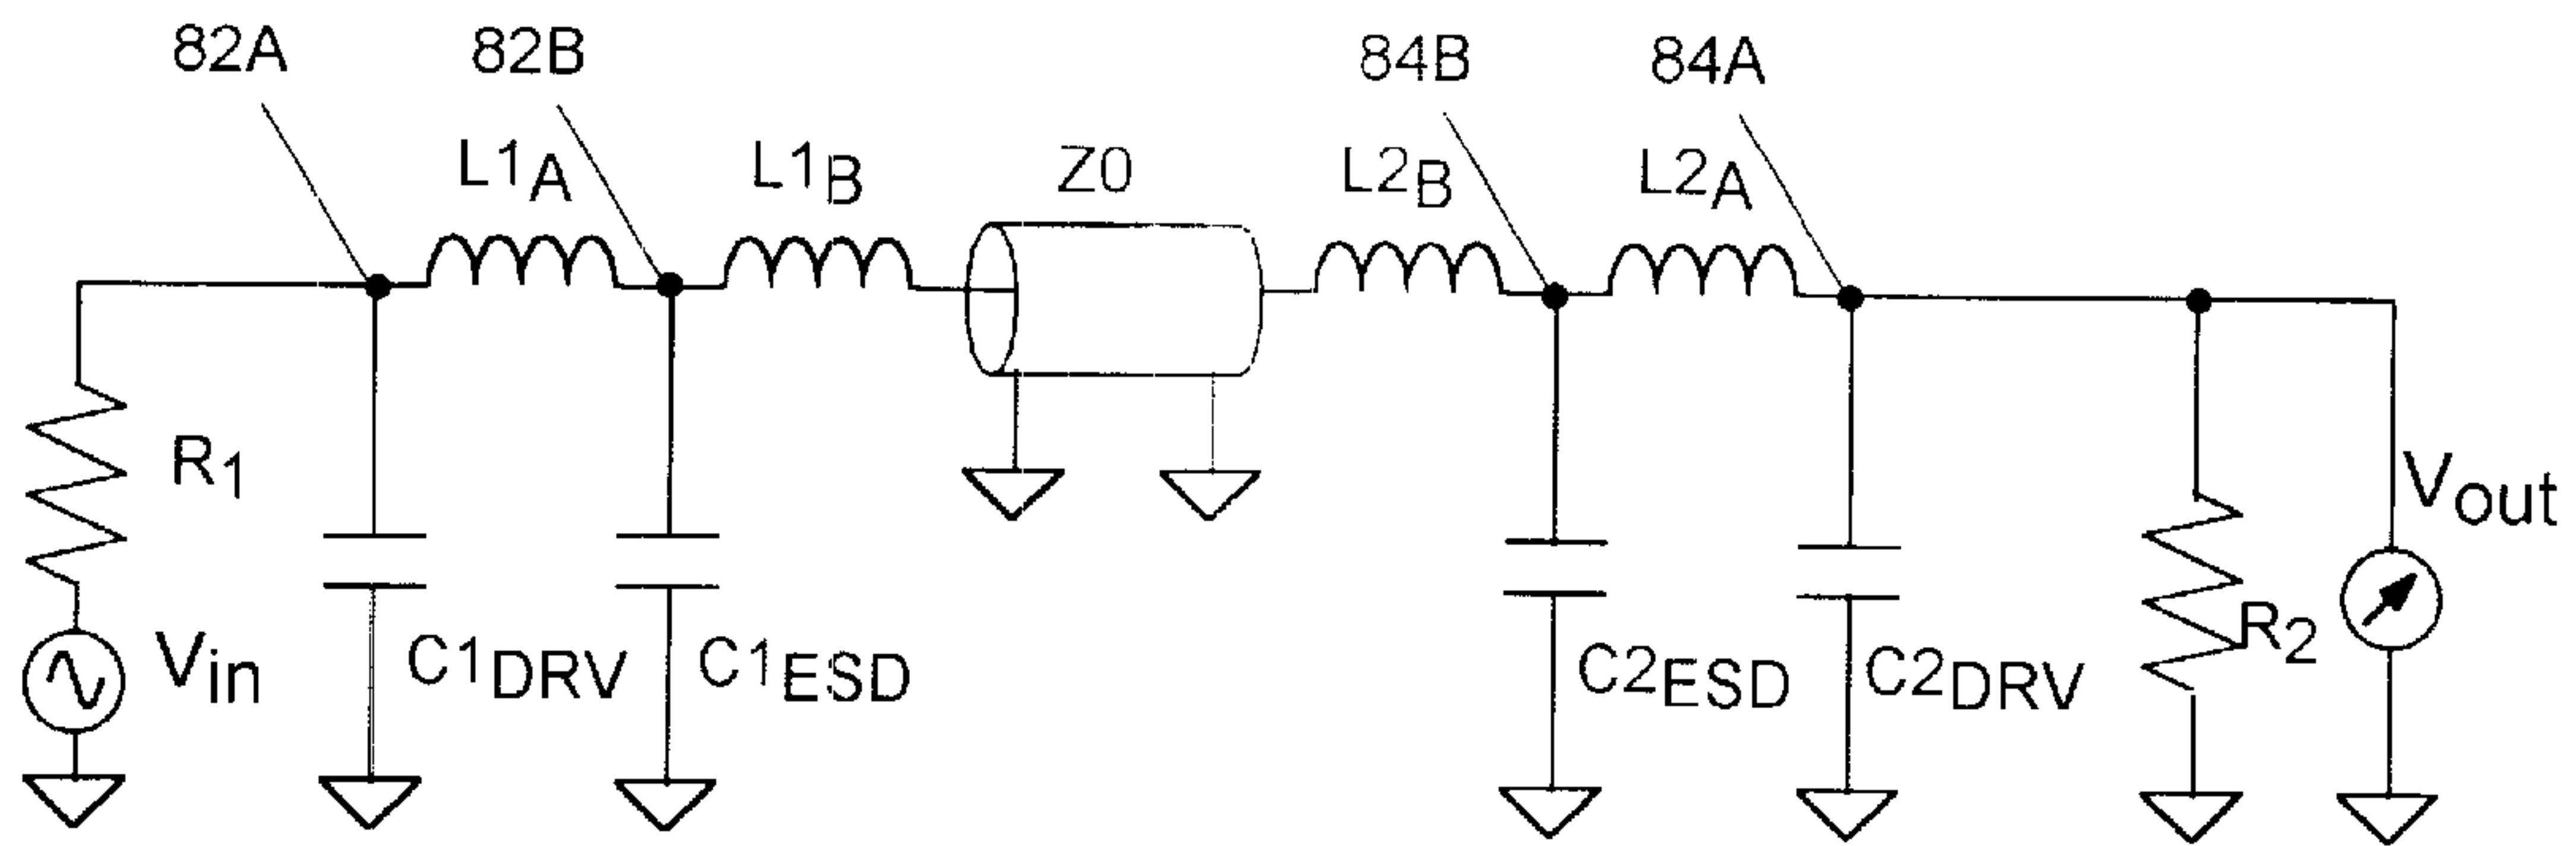 82A 82B 84B 84A
L1A L1B Z0 L2B L2A
R1 Vout
Vin C1DRV C1ESD C2ESD C2DRV R2